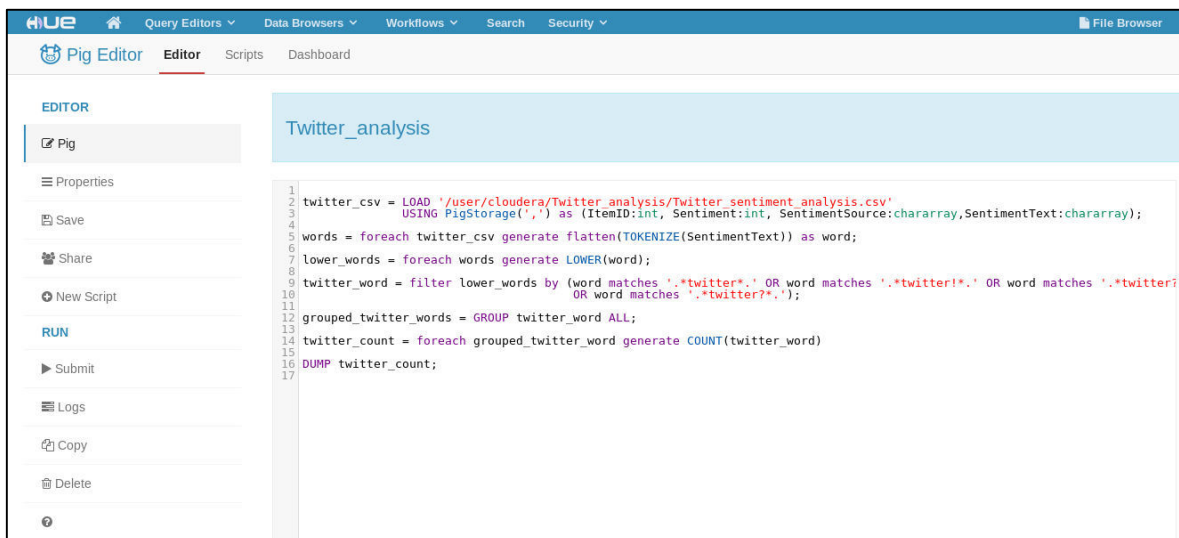 HUE Query Editors Data Browsers Workflows Search Security File Browser
Pig Editor Editor Scripts Dashboard
EDITOR
Pig
Properties
Save
Share
New Script
RUN
Submit
Logs
Copy
Delete
Twitter_analysis
1
2 twitter_csv = LOAD '/user/cloudera/Twitter_analysis/Twitter_sentiment_analysis.csv'
3 USING PigStorage(',') as (ItemID:int, Sentiment:int, SentimentSource:chararray,SentimentText:chararray);
4
5 words = foreach twitter_csv generate flatten(TOKENIZE(SentimentText)) as word;
6
7 lower_words = foreach words generate LOWER(word);
8
9 twitter_word = filter lower_words by (word matches '.*twitter*.' OR word matches '.*twitter!*.' OR word matches '.*twitter?
10 OR word matches '.*twitter?*.');
11
12 grouped_twitter_words = GROUP twitter_word ALL;
13
14 twitter_count = foreach grouped_twitter_word generate COUNT(twitter_word)
15
16 DUMP twitter_count;
17